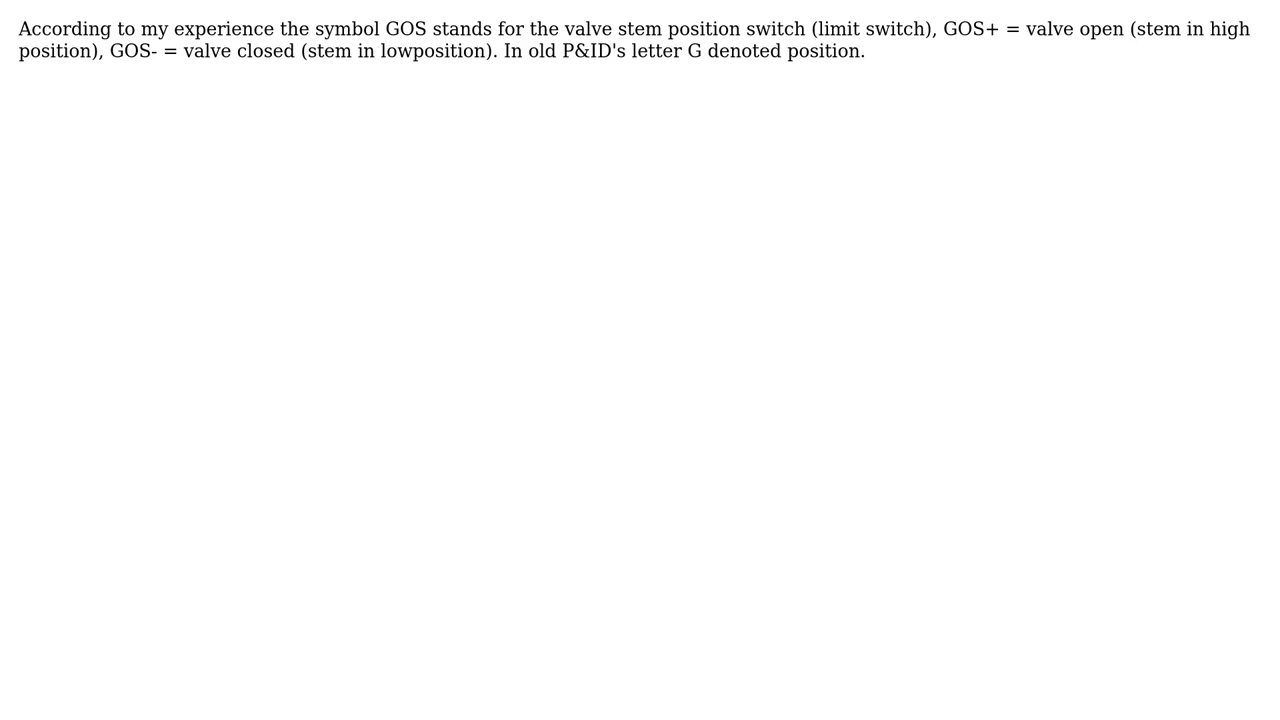 According to my experience the symbol GOS stands for the valve stem position switch (limit switch), GOS+ = valve open (stem in high
position), GOS- = valve closed (stem in lowposition). In old P&ID's letter G denoted position.